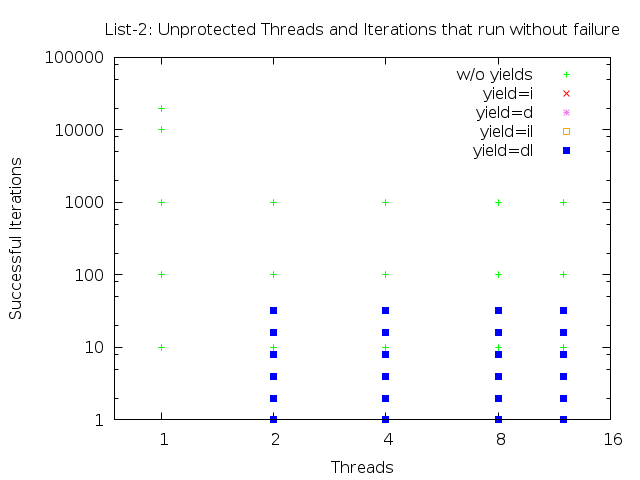 List-2: Unprotected Threads and Iterations that run without failure
w/o yields
yield=i
yield=d
yield=il
yield=dl
Successful Iterations
100000
10000
1000
100
10
1
1 2 4 8 16
Threads